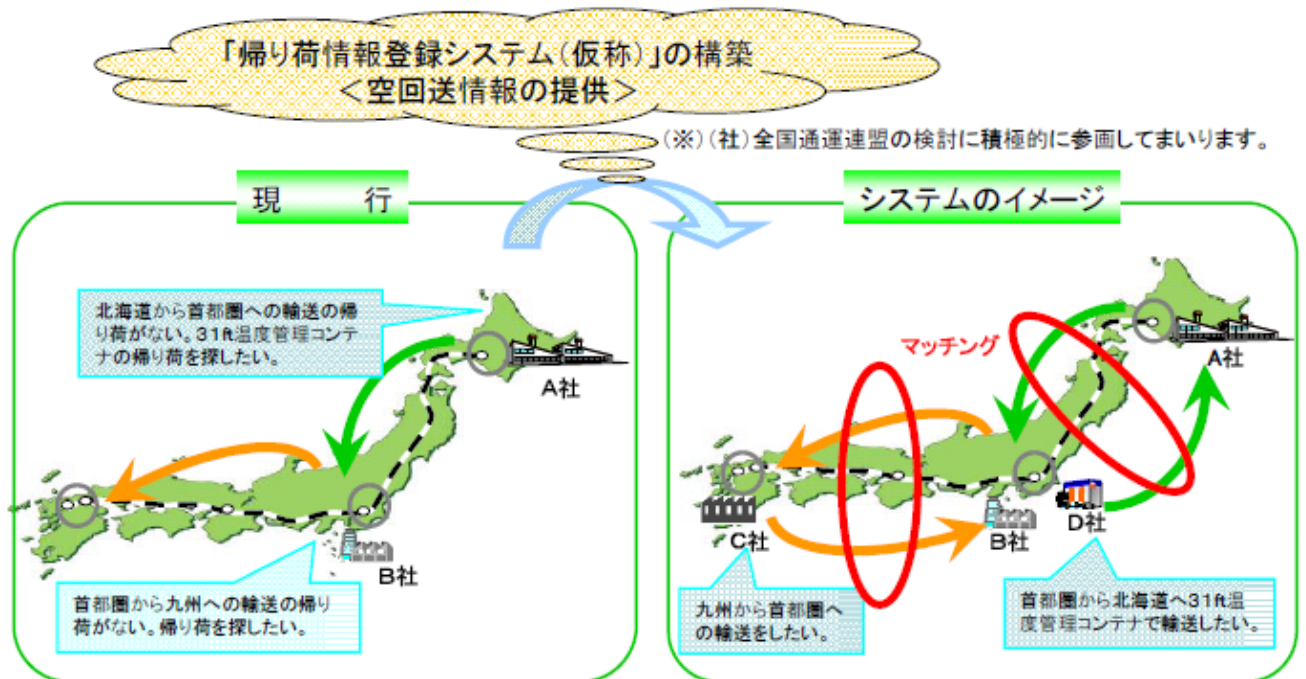 「帰り荷情報登録システム(仮称)」の構築
<空回送情報の提供>
(※)(社)全国通運連盟の検討に積極的に参画してまいります。
現　　行
北海道から首都圏への輸送の帰
り荷がない。31ft温度管理コンテ
ナの帰り荷を探したい。
A社
B社
首都圏から九州への輸送の帰り
荷がない。帰り荷を探したい。
システムのイメージ
マッチング
A社
D社
C社
B社
九州から首都圏へ
の輸送をしたい。
首都圏から北海道へ31ft温
度管理コンテナで輸送したい。